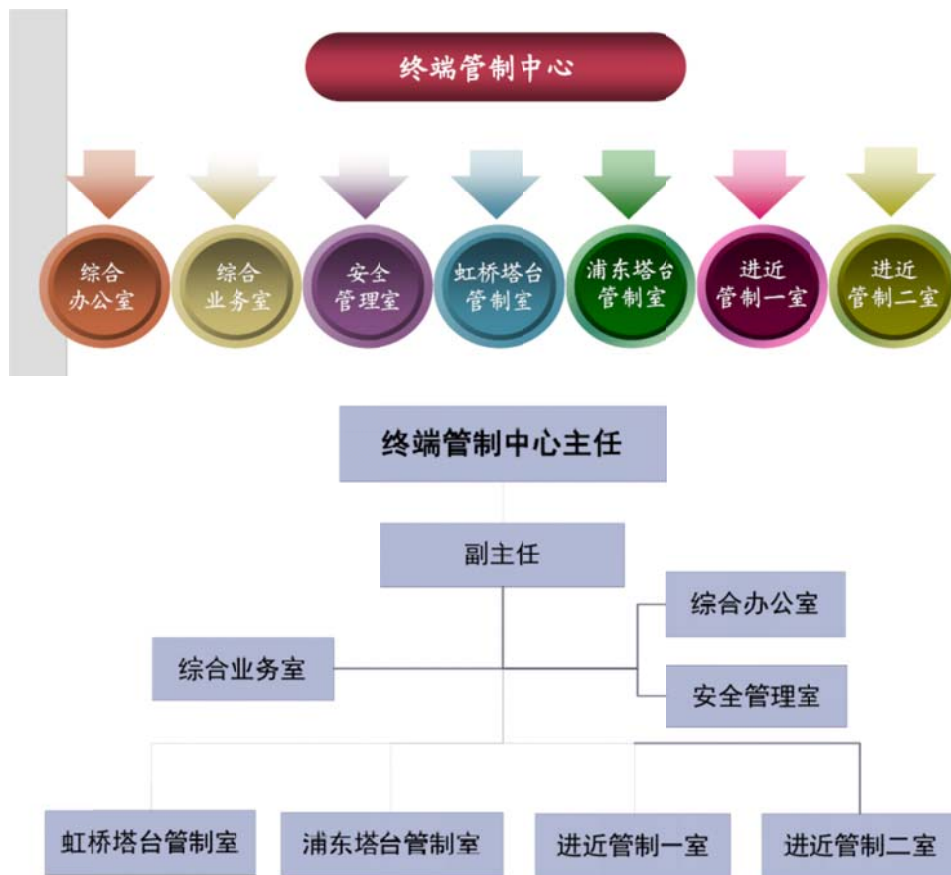 终端管制中心
综合
办公室
综合
业务室
安全
管理室
虹桥塔台
管制室
浦东塔台
管制室
进近
管制一室
进近
管制二室
终端管制中心主任
副主任
综合办公室
综合业务室
安全管理室
虹桥塔台管制室
浦东塔台管制室
进近管制一室
进近管制二室